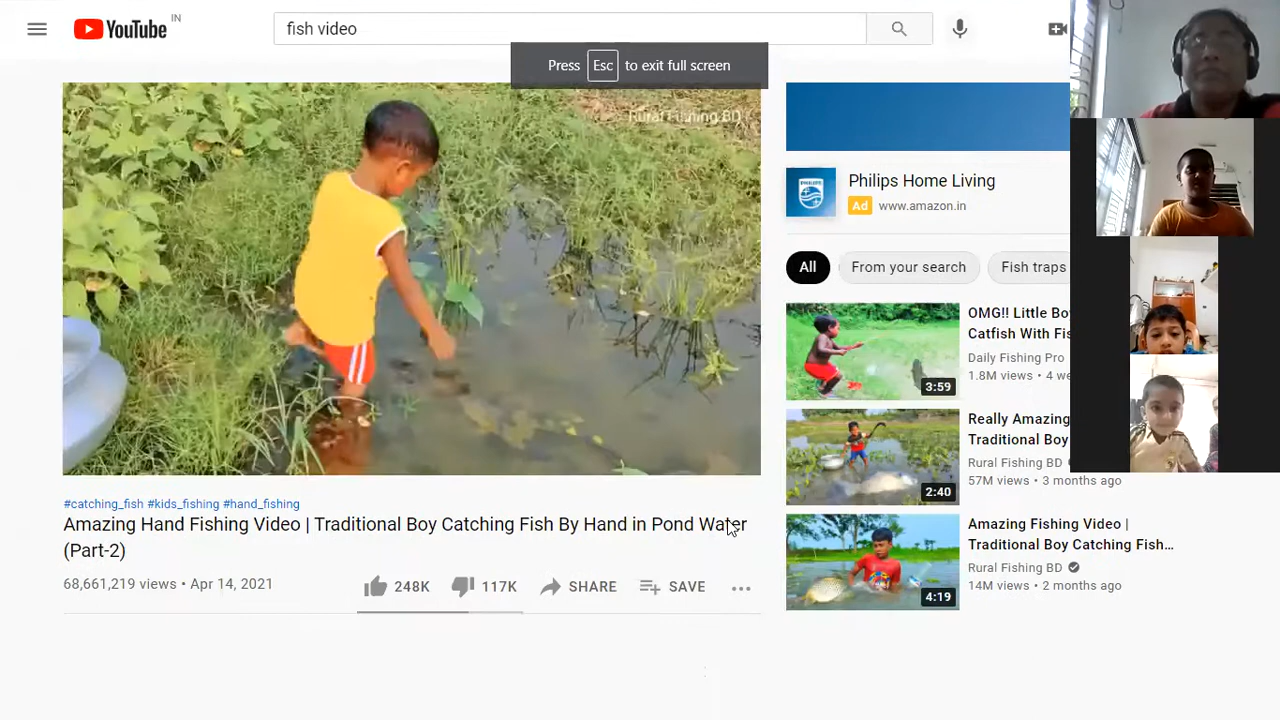 YouTube IN
fish video
Press Esc to exit full screen
Rural Fishing BD
#catching_fish #kids_fishing #hand_fishing
Amazing Hand Fishing Video | Traditional Boy Catching Fish By Hand in Pond Water
(Part-2)
68,661,219 views • Apr 14, 2021
248K 117K SHARE SAVE
PHILIPS
Philips Home Living
Ad www.amazon.in
All From your search Fish traps
OMG!! Little Bo
Catfish With Fis
Daily Fishing Pro
1.8M views • 4 we
3:59
Really Amazing
Traditional Boy
Rural Fishing BD
57M views • 3 months ago
2:40
Amazing Fishing Video |
Traditional Boy Catching Fish...
Rural Fishing BD
14M views • 2 months ago
4:19